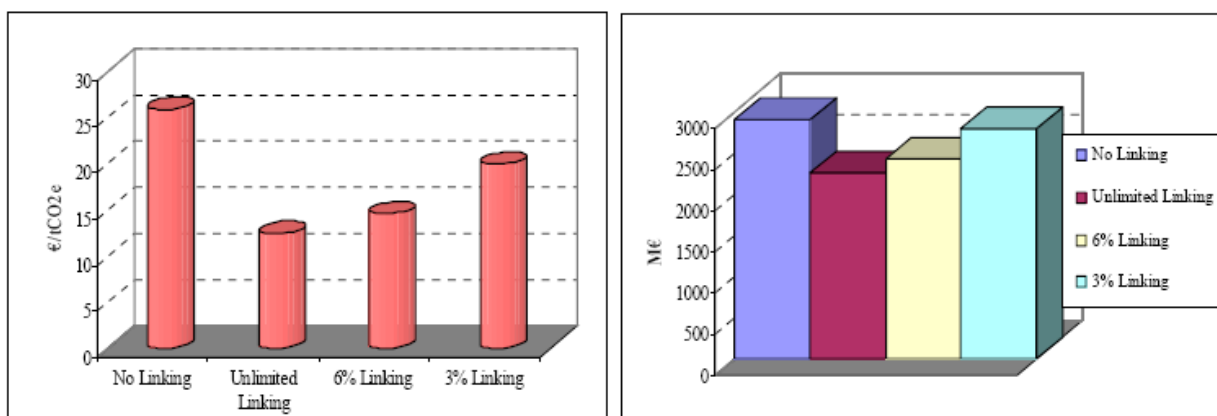 €/tCO2 e
30
25
20
15
10
5
0
No Linking
Unlimited
Linking
6% Linking
3% Linking
M€
3000
2500
2000
1500
1000
500
0
No Linking
Unlimited Linking
6% Linking
3% Linking